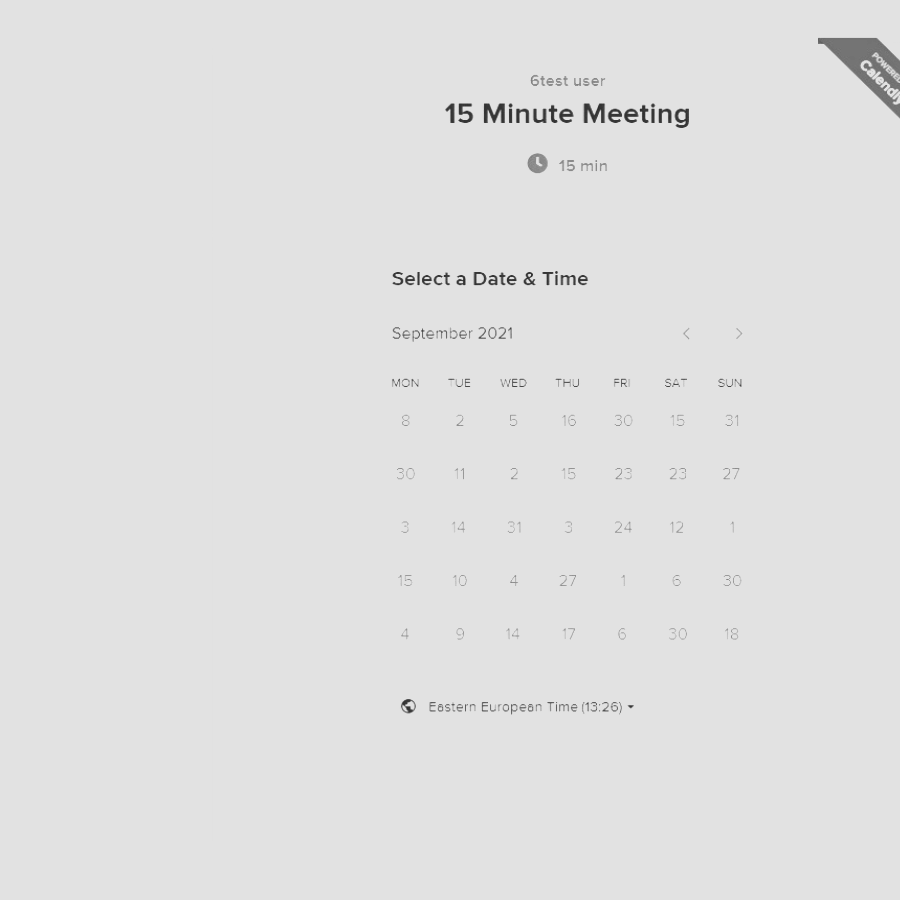 POWERED
Calendly
6test user
15 Minute Meeting
15 min
Select a Date & Time
September 2021
MON TUE WED THU FRI SAT SUN
8 2 5 16 30 15 31
30 11 2 15 23 23 27
3 14 31 3 24 12 1
15 10 4 27 1 6 30
4 9 14 17 6 30 18
Eastern European Time (13:26)